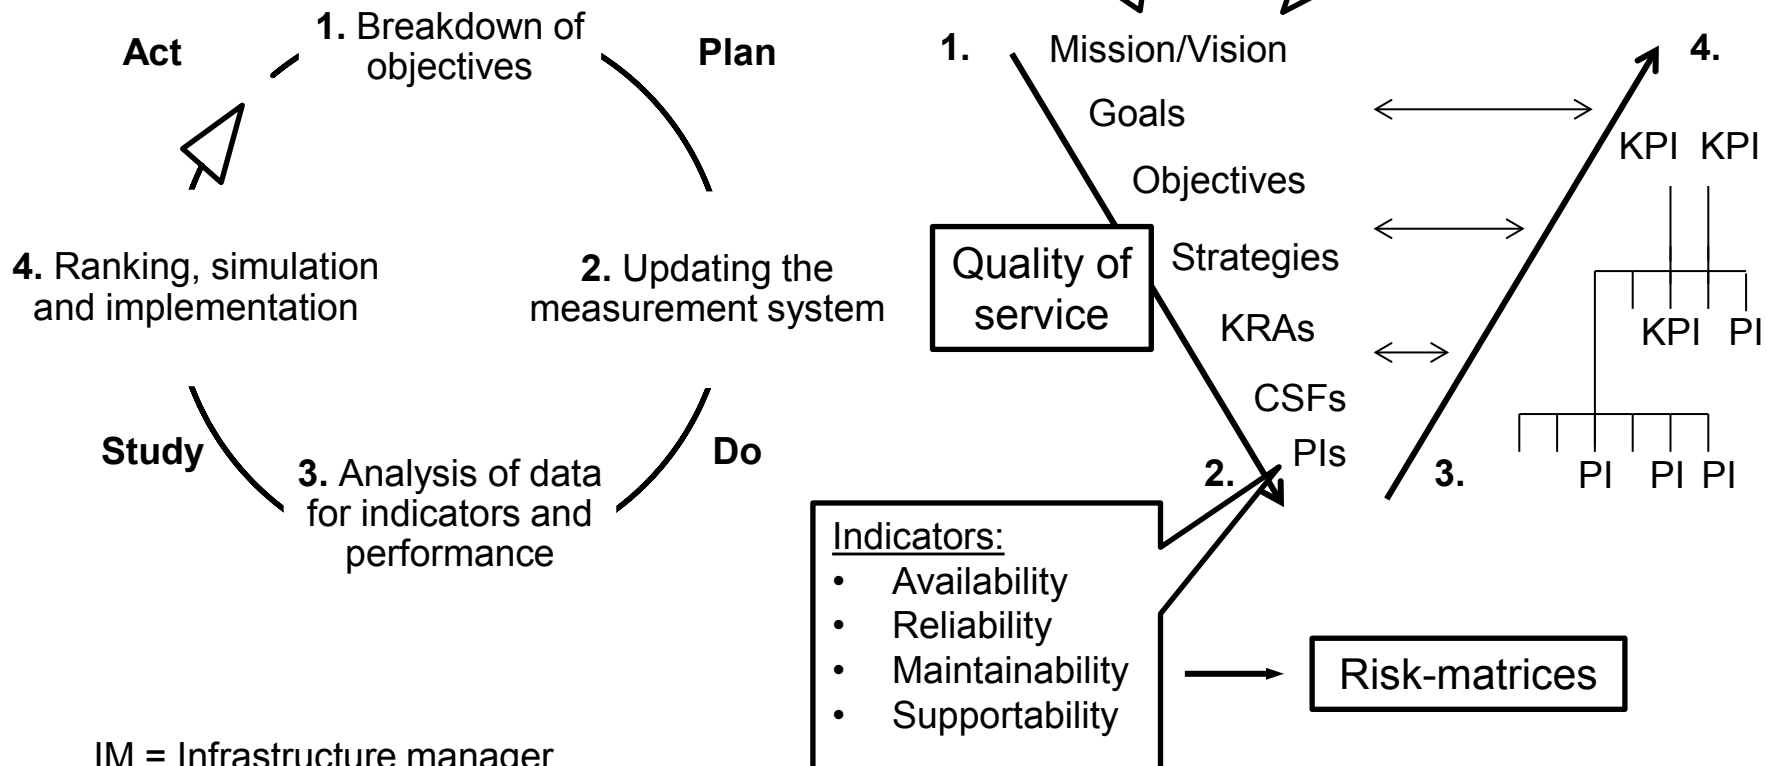 Act
1. Breakdown of
objectives
Plan
4. Ranking, simulation
and implementation
2. Updating the
measurement system
Study
3. Analysis of data
for indicators and
performance
Do
IM = Infrastructure manager
1.
Mission/Vision
Goals
Objectives
Quality of
service
Strategies
KRAs
CSFs
PIs
2.
3.
4.
KPI KPI
KPI PI
PI PI PI
Indicators:
• Availability
• Reliability
• Maintainability
• Supportability
Risk-matrices